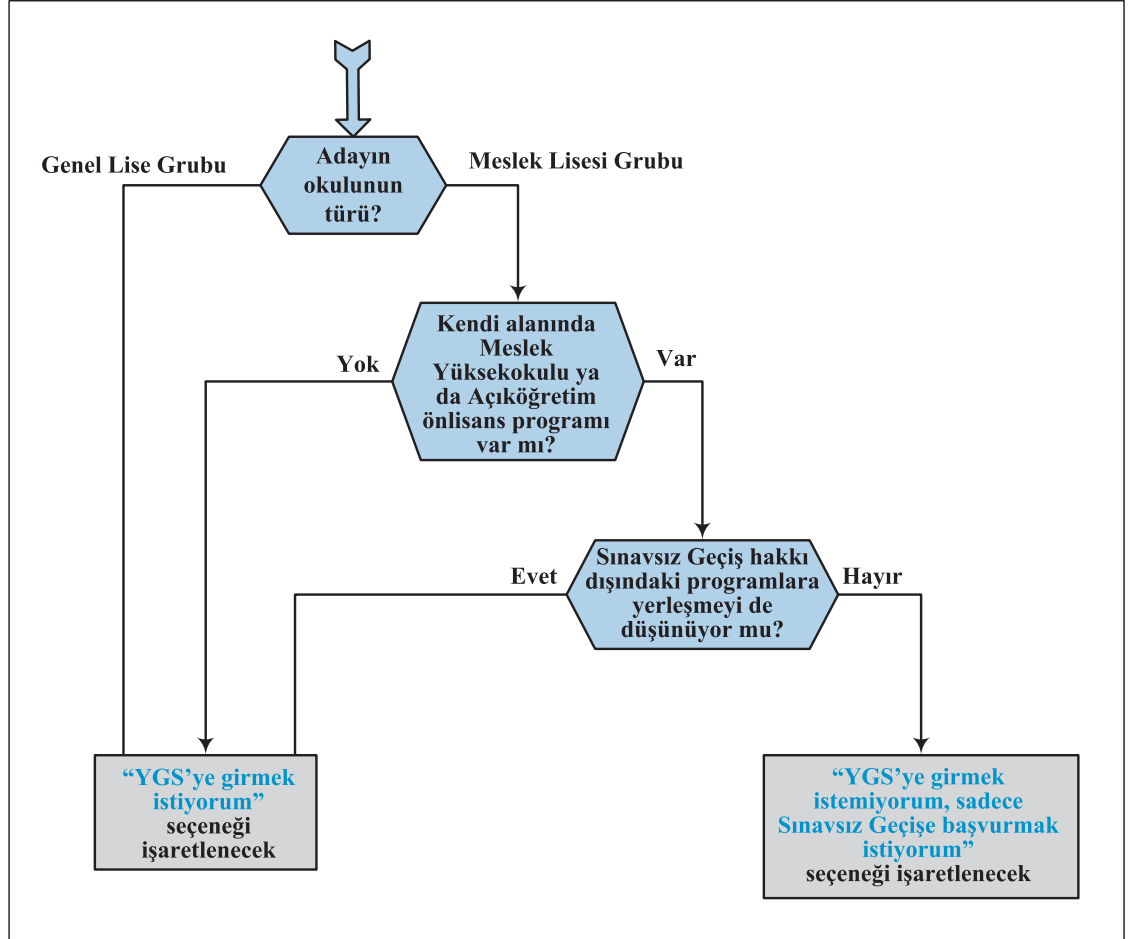 Adayın
okulunun
türü?
Genel Lise Grubu
Meslek Lisesi Grubu
Kendi alanında
Meslek
Yüksekokulu ya
da Açıköğretim
önlisans programı
var mı?
Yok
Var
Sınavsız Geçiş hakkı
dışındaki programlara
yerleşmeyi de
düşünüyor mu?
Evet
Hayır
“YGS’ye girmek
istiyorum”
seçeneği
işaretlenecek
“YGS’ye girmek
istemiyorum, sadece
Sınavsız Geçişe başvurmak
istiyorum”
seçeneği işaretlenecek